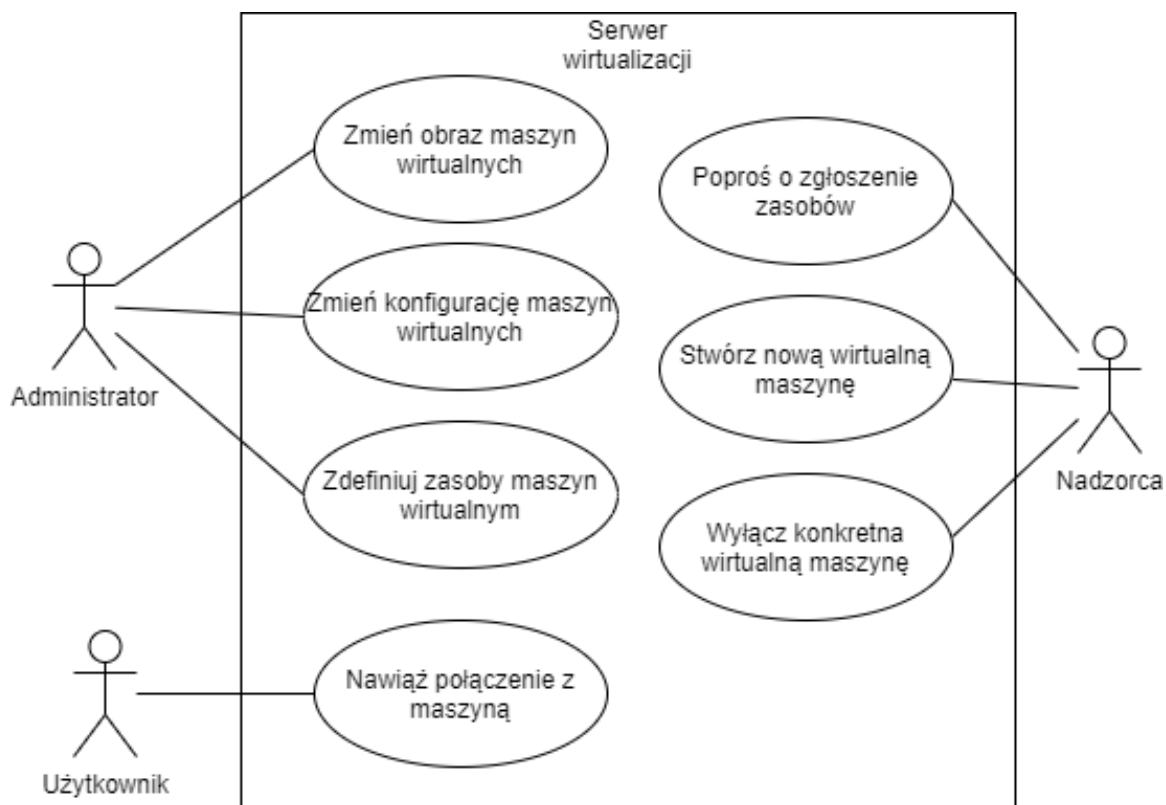 Serwer
wirtualizacji
Zmień obraz maszyn
wirtualnych
Poproś o zgłoszenie
zasobów
Zmień konfigurację maszyn
wirtualnych
Stwórz nową wirtualną
maszynę
Administrator
Nadzorca
Zdefiniuj zasoby maszyn
wirtualnym
Wyłącz konkretna
wirtualną maszynę
Nawiąż połączenie z
maszyną
Użytkownik